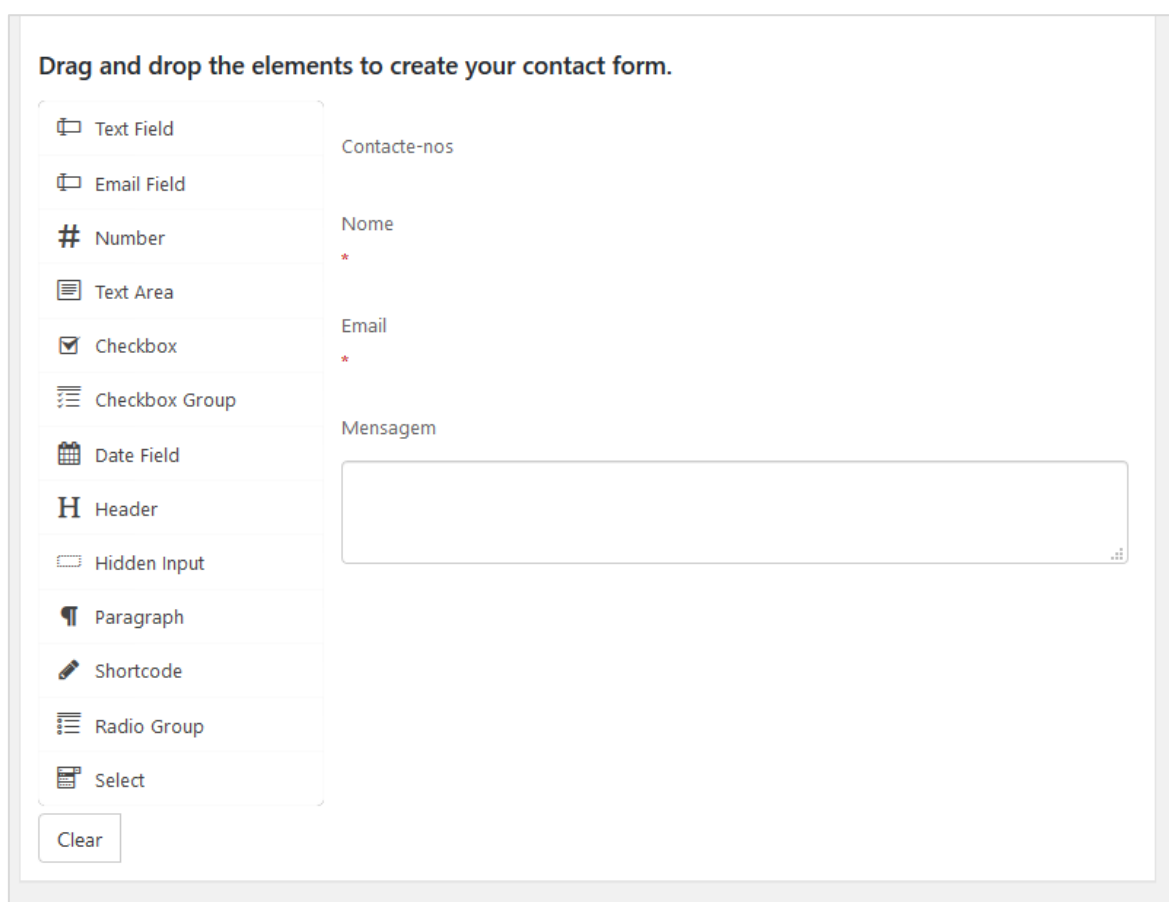 Drag and drop the elements to create your contact form.
Text Field
Email Field
Number
Text Area
Checkbox
Checkbox Group
Date Field
Header
Hidden Input
Paragraph
Shortcode
Radio Group
Select
Clear
Contacte-nos
Nome
*
Email
*
Mensagem